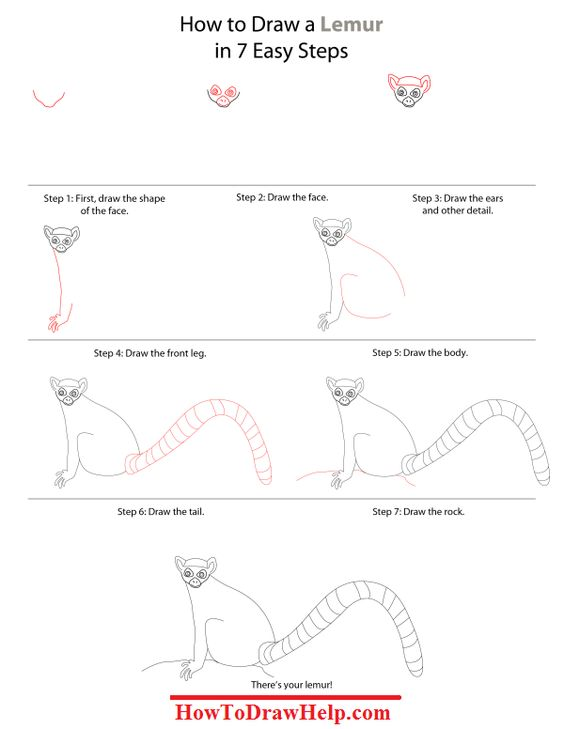 How to Draw a Lemur
in 7 Easy Steps
Step 1: First, draw the shape
of the face.
Step 2: Draw the face.
Step 3: Draw the ears
and other detail.
Step 4: Draw the front leg.
Step 5: Draw the body.
Step 6: Draw the tail.
Step 7: Draw the rock.
There's your lemur!
HowToDrawHelp.com